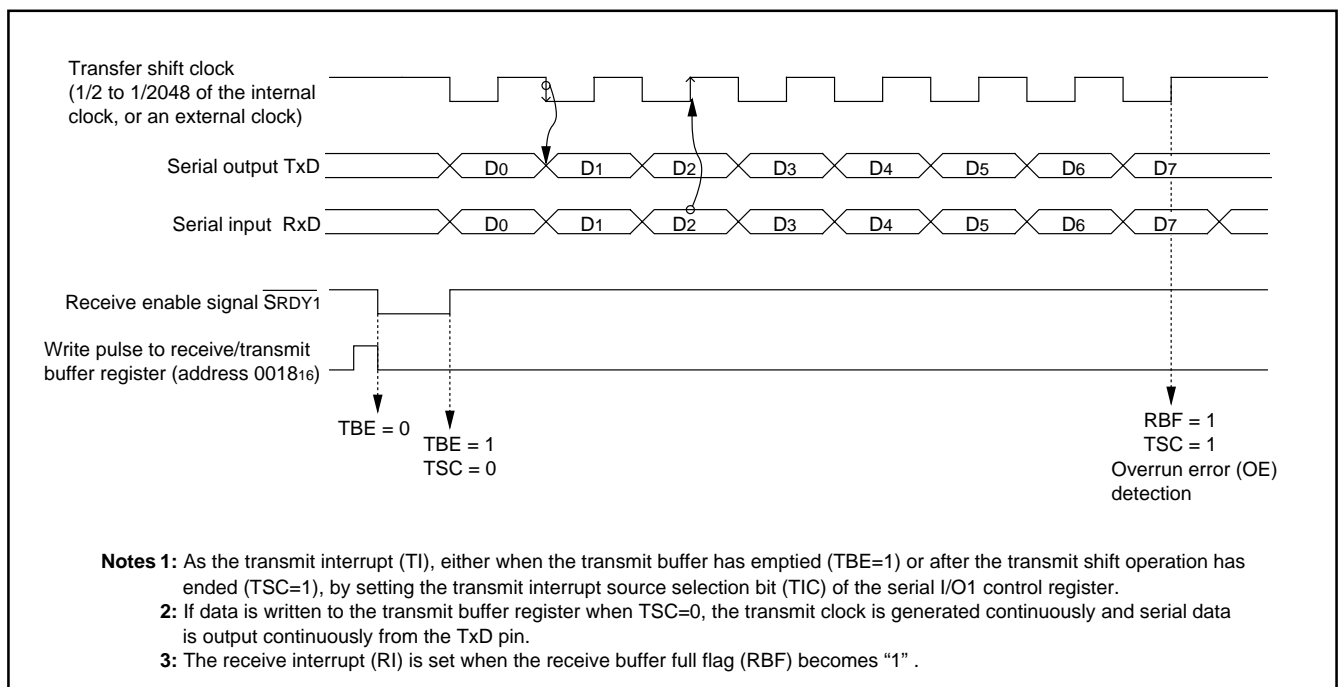 Transfer shift clock
(1/2 to 1/2048 of the internal
clock, or an external clock)
Serial output TxD
D0 D1 D2 D3 D4 D5 D6 D7
Serial input RxD
D0 D1 D2 D3 D4 D5 D6 D7
Receive enable signal SRDY1
Write pulse to receive/transmit
buffer register (address 001816)
TBE = 0
TBE = 1
TSC = 0
RBF = 1
TSC = 1
Overrun error (OE)
detection
Notes 1: As the transmit interrupt (TI), either when the transmit buffer has emptied (TBE=1) or after the transmit shift operation has
ended (TSC=1), by setting the transmit interrupt source selection bit (TIC) of the serial I/O1 control register.
2: If data is written to the transmit buffer register when TSC=0, the transmit clock is generated continuously and serial data
is output continuously from the TxD pin.
3: The receive interrupt (RI) is set when the receive buffer full flag (RBF) becomes “1” .